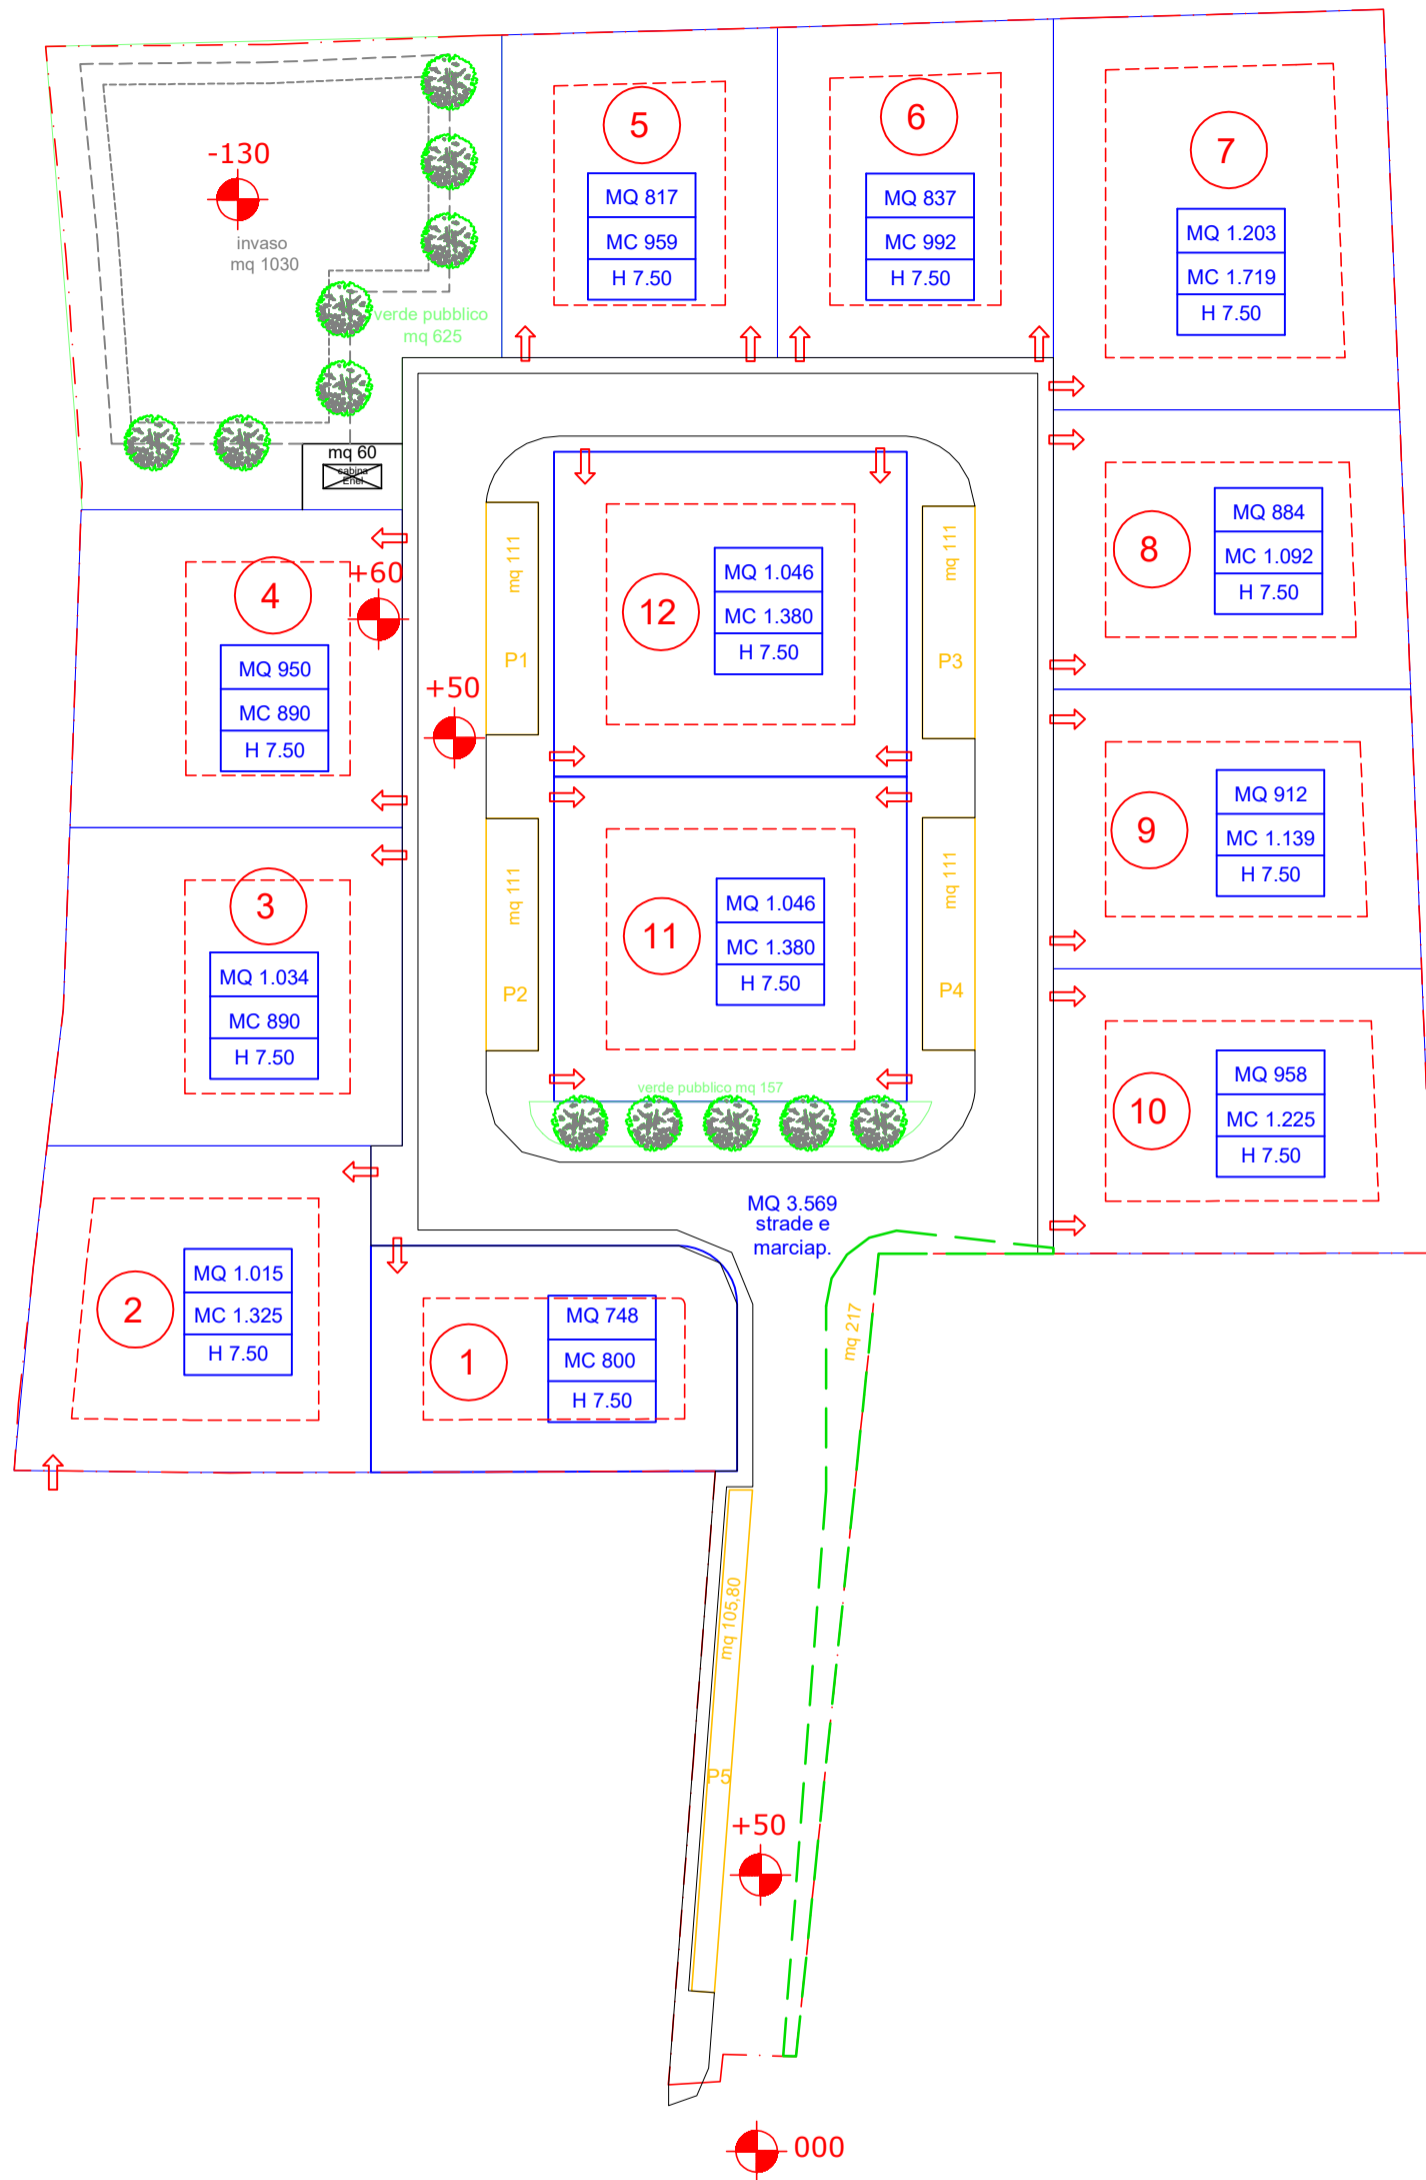 -130
invaso
mq 1030
verde pubblico
mq 625
mq 60
cabina
Enel
5
MQ 817
MC 959
H 7.50
6
MQ 837
MC 992
H 7.50
7
MQ 1.203
MC 1.719
H 7.50
4
+60
MQ 950
MC 890
H 7.50
+50
mq 111
P1
12
MQ 1.046
MC 1.380
H 7.50
mq 111
P3
8
MQ 884
MC 1.092
H 7.50
3
MQ 1.034
MC 890
H 7.50
mq 111
P2
11
MQ 1.046
MC 1.380
H 7.50
mq 111
P4
9
MQ 912
MC 1.139
H 7.50
verde pubblico mq 157
10
MQ 958
MC 1.225
H 7.50
MQ 3.569
strade e
marciap.
2
MQ 1.015
MC 1.325
H 7.50
1
MQ 748
MC 800
H 7.50
mq 217
mq 105,80
P5
+50
000